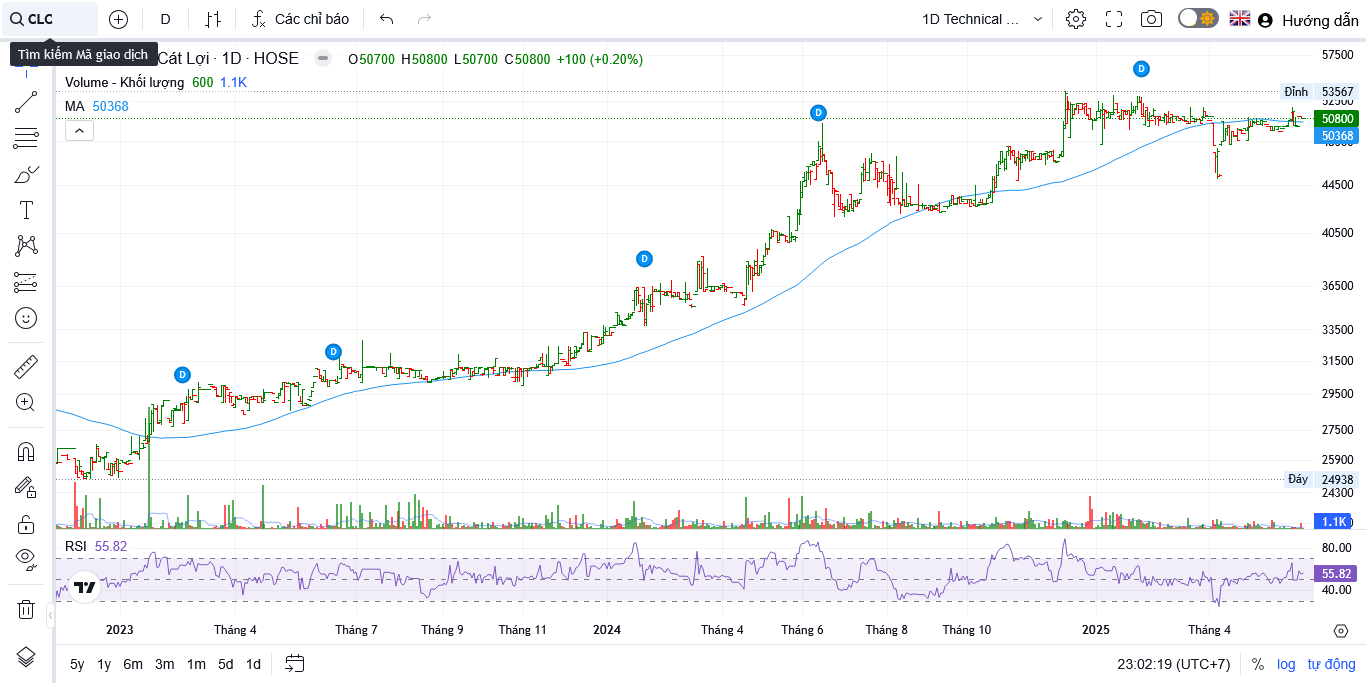 CLC
D
Các chỉ báo
1D Technical ...
Hướng dẫn
Tìm kiếm Mã giao dịch
Cát Lợi · 1D · HOSE
O50700 H50800 L50700 C50800 +100 (+0.20%)
Volume - Khối lượng 600 1.1K
MA 50368
D
D
D
D
D
57500
Đỉnh 53567
52500
50800
50368
44500
40500
36500
33500
31500
29500
27500
25900
Đáy 24938
24300
1.1K
RSI 55.82
80.00
55.82
40.00
2023 Tháng 4 Tháng 7 Tháng 9 Tháng 11 2024 Tháng 4 Tháng 6 Tháng 8 Tháng 10 2025 Tháng 4
5y 1y 6m 3m 1m 5d 1d
23:02:19 (UTC+7) % log tự động